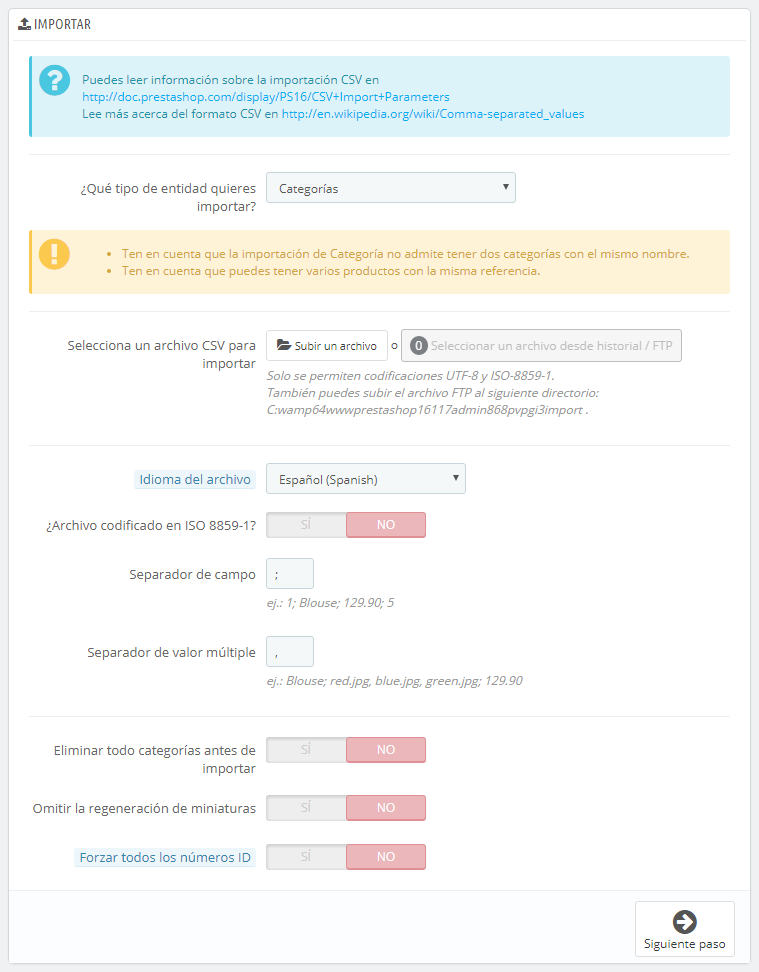 IMPORTAR
Puedes leer información sobre la importación CSV en
http://doc.prestashop.com/display/PS16/CSV+Import+Parameters
Lee más acerca del formato CSV en http://en.wikipedia.org/wiki/Comma-separated_values
¿Qué tipo de entidad quieres
importar?
Categorías
Ten en cuenta que la importación de Categoría no admite tener dos categorías con el mismo nombre.
Ten en cuenta que puedes tener varios productos con la misma referencia.
Selecciona un archivo CSV para
importar
Subir un archivo o 0 Seleccionar un archivo desde historial / FTP
Solo se permiten codificaciones UTF-8 y ISO-8859-1.
También puedes subir el archivo FTP al siguiente directorio:
C:wamp64wwwprestashop16117admin868pvpgi3import .
Idioma del archivo Español (Spanish)
¿Archivo codificado en ISO 8859-1? SÍ NO
Separador de campo ;
ej.: 1; Blouse; 129.90; 5
Separador de valor múltiple ,
ej.: Blouse; red.jpg, blue.jpg, green.jpg; 129.90
Eliminar todo categorías antes de
importar
SÍ NO
Omitir la regeneración de miniaturas SÍ NO
Forzar todos los números ID SÍ NO
Siguiente paso